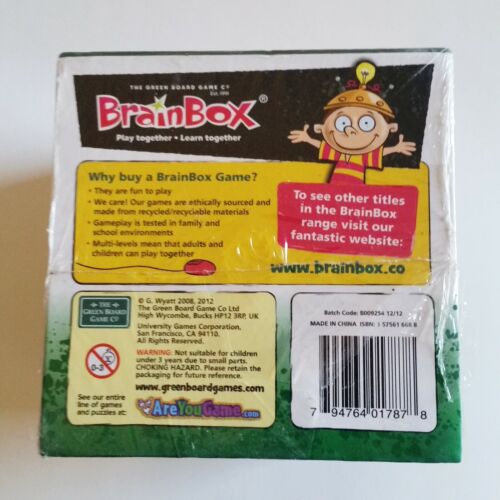 THE GREEN BOARD GAME Cº
Est. 1991
BrainBox®
Play together • Learn together
Why buy a BrainBox Game?
• They are fun to play
• We care! Our games are ethically sourced and
made from recycled/recyclable materials
• Gameplay is tested in family and
school environments
• Multi-levels mean that adults and
children can play together
To see other titles
in the BrainBox
range visit our
fantastic website:
www.brainbox.co
THE
GREEN BOARD
GAME Cº
© G. Wyatt 2008, 2012
The Green Board Game Co Ltd
High Wycombe, Bucks HP12 3RP, UK
University Games Corporation,
San Francisco, CA 94110.
All Rights Reserved.
0-3
WARNING: Not suitable for children
under 3 years due to small parts.
CHOKING HAZARD. Please retain the
packaging for future reference.
www.greenboardgames.com
See our entire
line of games
and puzzles at:
AreYouGame.com
Batch Code: B009254 12/12
MADE IN CHINA ISBN: 1 57561 668 8
7 94764 01787 8